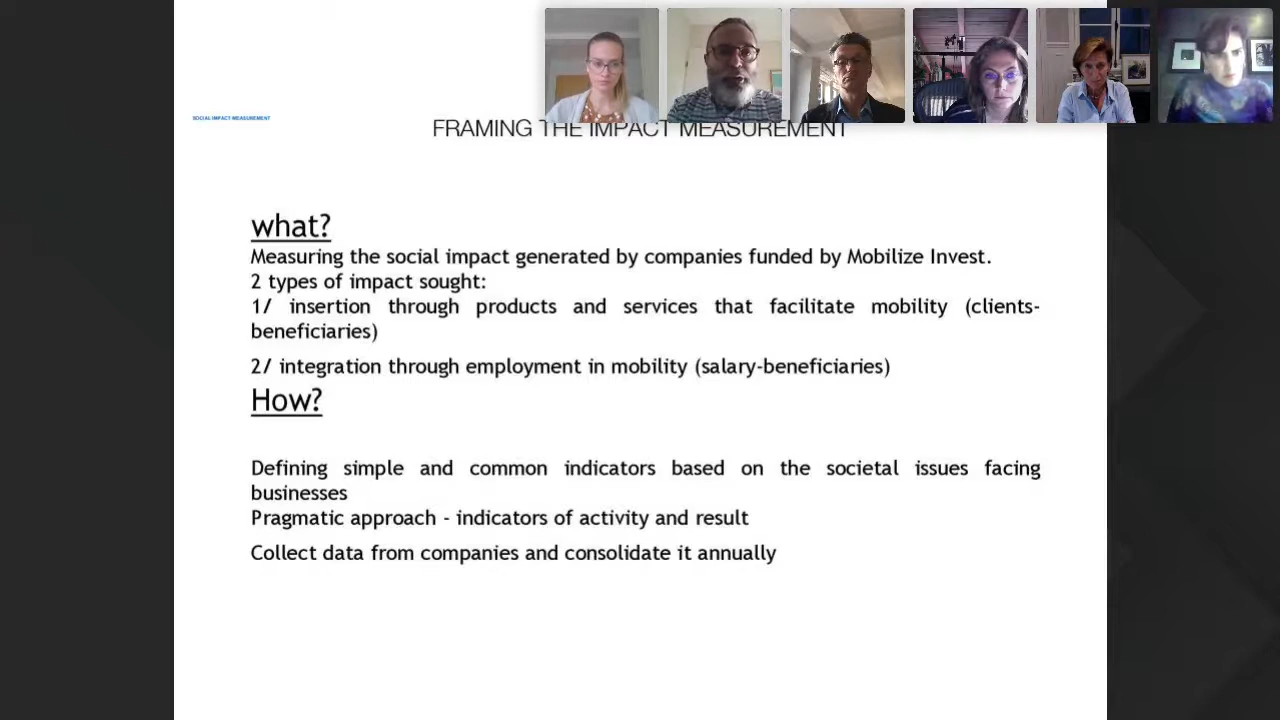 SOCIAL IMPACT MEASUREMENT
FRAMING THE IMPACT MEASUREMENT
what?
Measuring the social impact generated by companies funded by Mobilize Invest.
2 types of impact sought:
1/ insertion through products and services that facilitate mobility (clients-
beneficiaries)
2/ integration through employment in mobility (salary-beneficiaries)
How?
Defining simple and common indicators based on the societal issues facing
businesses
Pragmatic approach - indicators of activity and result
Collect data from companies and consolidate it annually